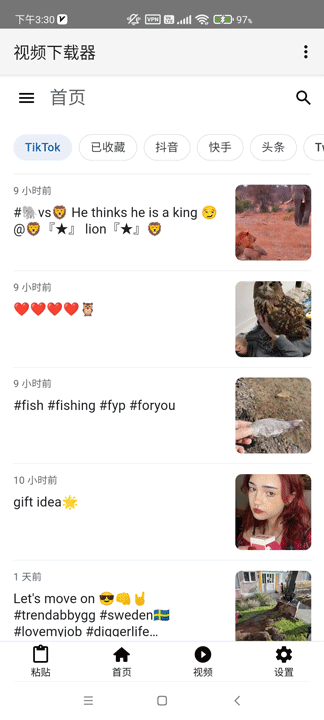 下午3:30 VPN 97%
视频下载器
首页
TikTok 已收藏 抖音 快手 头条
9 小时前
#🐘vs🦁 He thinks he is a king 😏
@🦁『★』 lion『★』🦁
9 小时前
❤️❤️❤️❤️🦉
9 小时前
#fish #fishing #fyp #foryou
10 小时前
gift idea🌟
1 天前
Let's move on 😎👊🤘
#trendabbygg #sweden🇸🇪
#lovemyjob #diggerlife…
粘贴 首页 视频 设置